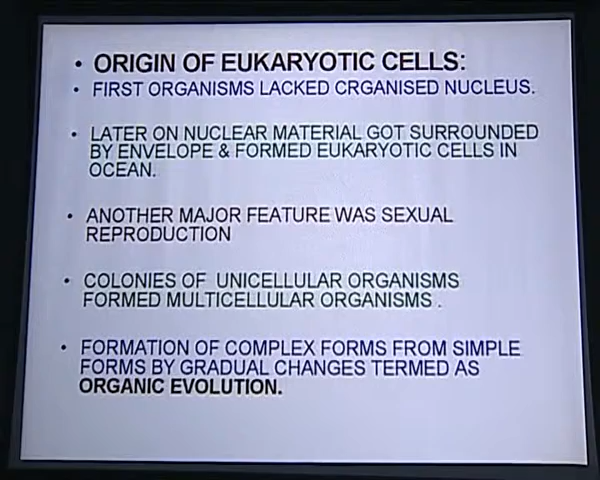 • ORIGIN OF EUKARYOTIC CELLS:
• FIRST ORGANISMS LACKED CRGANISED NUCLEUS.
• LATER ON NUCLEAR MATERIAL GOT SURROUNDED
BY ENVELOPE & FORMED EUKARYOTIC CELLS IN
OCEAN.
• ANOTHER MAJOR FEATURE WAS SEXUAL
REPRODUCTION
• COLONIES OF UNICELLULAR ORGANISMS
FORMED MULTICELLULAR ORGANISMS .
• FORMATION OF COMPLEX FORMS FROM SIMPLE
FORMS BY GRADUAL CHANGES TERMED AS
ORGANIC EVOLUTION.